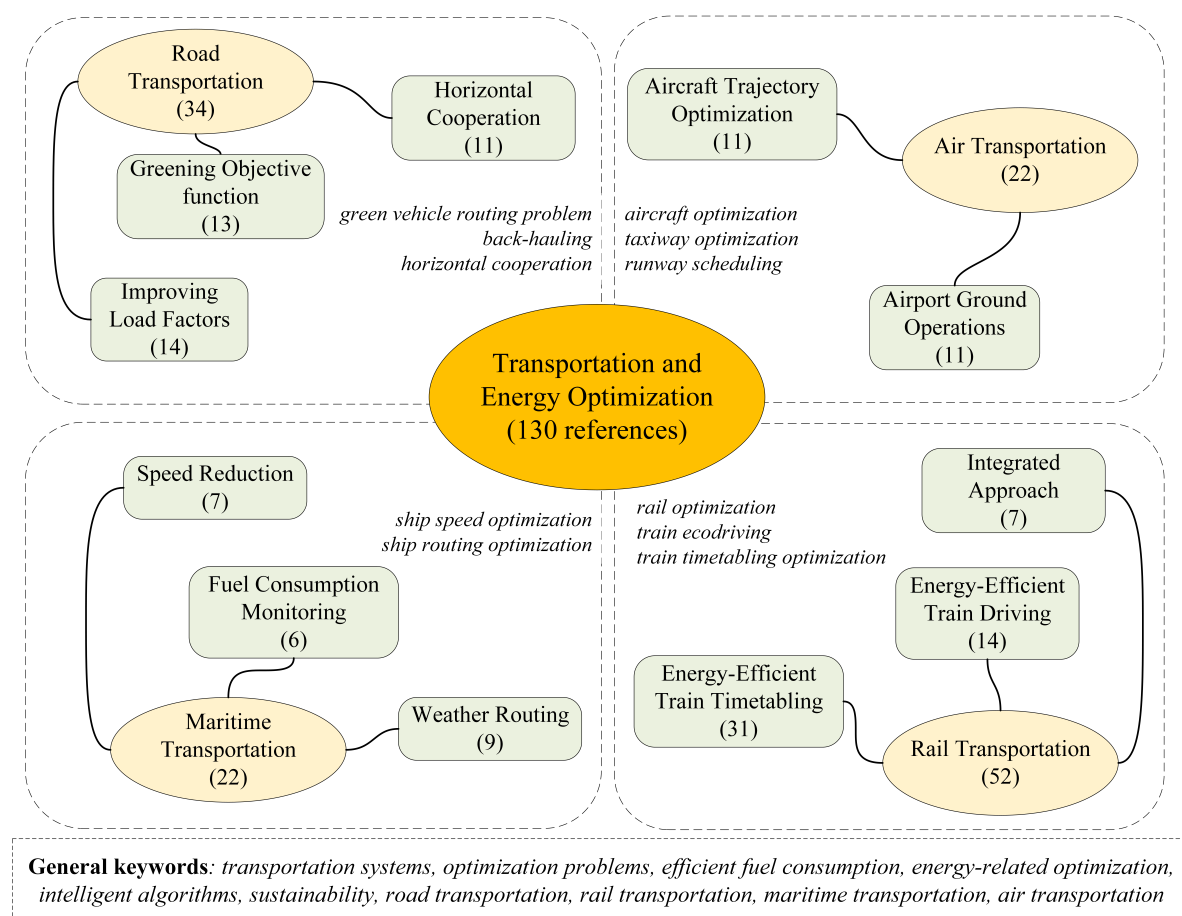 Road
Transportation
(34)
Horizontal
Cooperation
(11)
Greening Objective
function
(13)
Improving
Load Factors
(14)
green vehicle routing problem
back-hauling
horizontal cooperation
Aircraft Trajectory
Optimization
(11)
Air Transportation
(22)
aircraft optimization
taxiway optimization
runway scheduling
Airport Ground
Operations
(11)
Transportation and
Energy Optimization
(130 references)
Speed Reduction
(7)
ship speed optimization
ship routing optimization
Fuel Consumption
Monitoring
(6)
Maritime
Transportation
(22)
Weather Routing
(9)
Integrated
Approach
(7)
rail optimization
train ecodriving
train timetabling optimization
Energy-Efficient
Train Driving
(14)
Energy-Efficient
Train Timetabling
(31)
Rail Transportation
(52)
General keywords: transportation systems, optimization problems, efficient fuel consumption, energy-related optimization,
intelligent algorithms, sustainability, road transportation, rail transportation, maritime transportation, air transportation